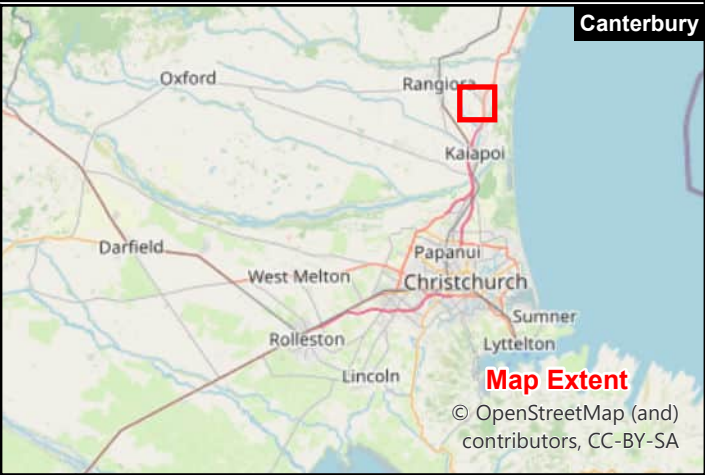 Canterbury
Oxford
Rangiora
Kaiapoi
Darfield
Papanui
West Melton
Christchurch
Sumner
Rolleston
Lyttelton
Lincoln
Map Extent
© OpenStreetMap (and)
contributors, CC-BY-SA